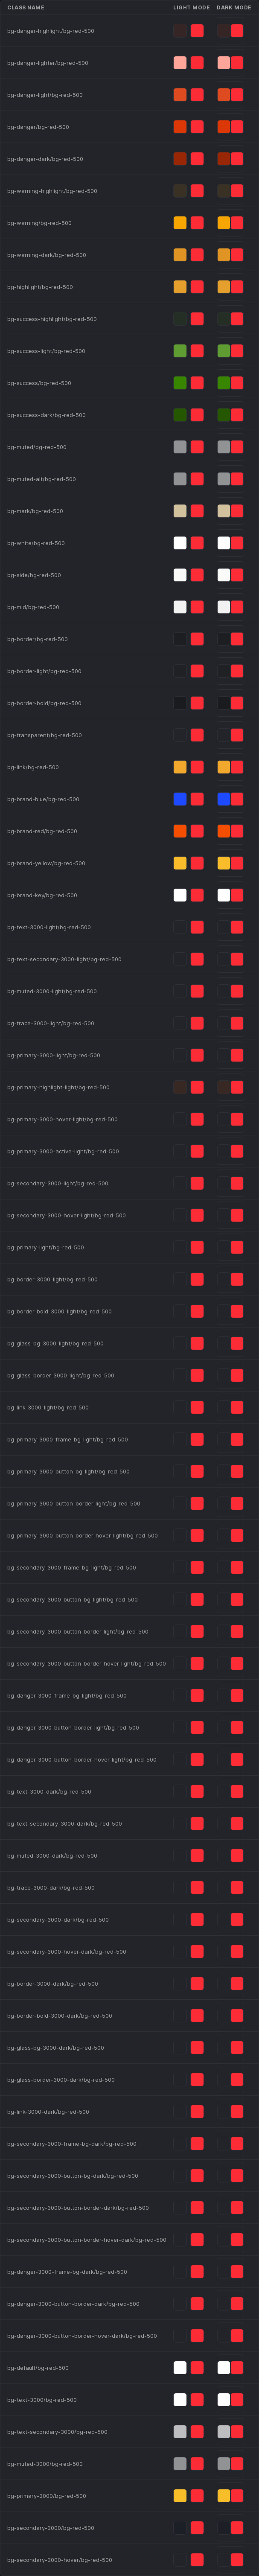 CLASS NAME LIGHT MODE DARK MODE
bg-danger-highlight/bg-red-500
bg-danger-lighter/bg-red-500
bg-danger-light/bg-red-500
bg-danger/bg-red-500
bg-danger-dark/bg-red-500
bg-warning-highlight/bg-red-500
bg-warning/bg-red-500
bg-warning-dark/bg-red-500
bg-highlight/bg-red-500
bg-success-highlight/bg-red-500
bg-success-light/bg-red-500
bg-success/bg-red-500
bg-success-dark/bg-red-500
bg-muted/bg-red-500
bg-muted-alt/bg-red-500
bg-mark/bg-red-500
bg-white/bg-red-500
bg-side/bg-red-500
bg-mid/bg-red-500
bg-border/bg-red-500
bg-border-light/bg-red-500
bg-border-bold/bg-red-500
bg-transparent/bg-red-500
bg-link/bg-red-500
bg-brand-blue/bg-red-500
bg-brand-red/bg-red-500
bg-brand-yellow/bg-red-500
bg-brand-key/bg-red-500
bg-text-3000-light/bg-red-500
bg-text-secondary-3000-light/bg-red-500
bg-muted-3000-light/bg-red-500
bg-trace-3000-light/bg-red-500
bg-primary-3000-light/bg-red-500
bg-primary-highlight-light/bg-red-500
bg-primary-3000-hover-light/bg-red-500
bg-primary-3000-active-light/bg-red-500
bg-secondary-3000-light/bg-red-500
bg-secondary-3000-hover-light/bg-red-500
bg-primary-light/bg-red-500
bg-border-3000-light/bg-red-500
bg-border-bold-3000-light/bg-red-500
bg-glass-bg-3000-light/bg-red-500
bg-glass-border-3000-light/bg-red-500
bg-link-3000-light/bg-red-500
bg-primary-3000-frame-bg-light/bg-red-500
bg-primary-3000-button-bg-light/bg-red-500
bg-primary-3000-button-border-light/bg-red-500
bg-primary-3000-button-border-hover-light/bg-red-500
bg-secondary-3000-frame-bg-light/bg-red-500
bg-secondary-3000-button-bg-light/bg-red-500
bg-secondary-3000-button-border-light/bg-red-500
bg-secondary-3000-button-border-hover-light/bg-red-500
bg-danger-3000-frame-bg-light/bg-red-500
bg-danger-3000-button-border-light/bg-red-500
bg-danger-3000-button-border-hover-light/bg-red-500
bg-text-3000-dark/bg-red-500
bg-text-secondary-3000-dark/bg-red-500
bg-muted-3000-dark/bg-red-500
bg-trace-3000-dark/bg-red-500
bg-secondary-3000-dark/bg-red-500
bg-secondary-3000-hover-dark/bg-red-500
bg-border-3000-dark/bg-red-500
bg-border-bold-3000-dark/bg-red-500
bg-glass-bg-3000-dark/bg-red-500
bg-glass-border-3000-dark/bg-red-500
bg-link-3000-dark/bg-red-500
bg-secondary-3000-frame-bg-dark/bg-red-500
bg-secondary-3000-button-bg-dark/bg-red-500
bg-secondary-3000-button-border-dark/bg-red-500
bg-secondary-3000-button-border-hover-dark/bg-red-500
bg-danger-3000-frame-bg-dark/bg-red-500
bg-danger-3000-button-border-dark/bg-red-500
bg-danger-3000-button-border-hover-dark/bg-red-500
bg-default/bg-red-500
bg-text-3000/bg-red-500
bg-text-secondary-3000/bg-red-500
bg-muted-3000/bg-red-500
bg-primary-3000/bg-red-500
bg-secondary-3000/bg-red-500
bg-secondary-3000-hover/bg-red-500